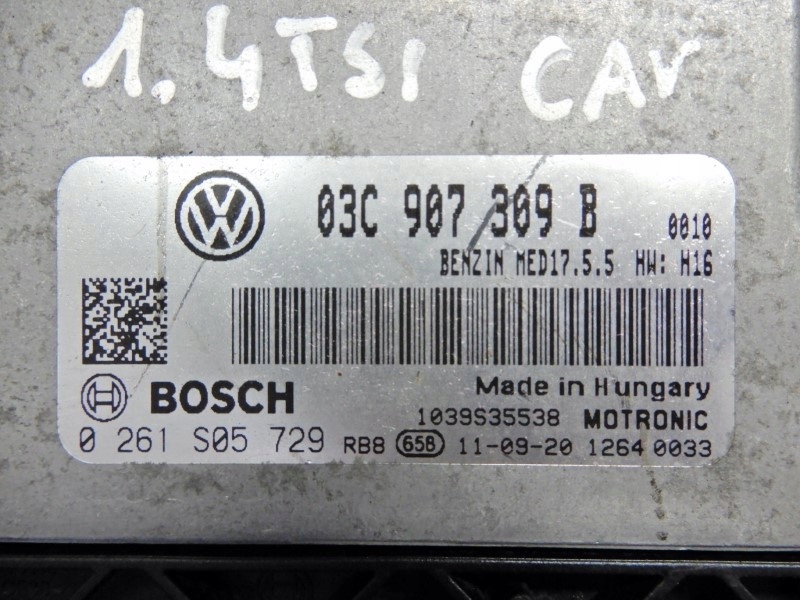 1.4TSI CAV
03C 907 309 B 0010
BENZIN MED17.5.5 HW: H16
BOSCH Made in Hungary
1039S35538 MOTRONIC
0 261 S05 729 RB8 65B 11-09-20 1264 0033